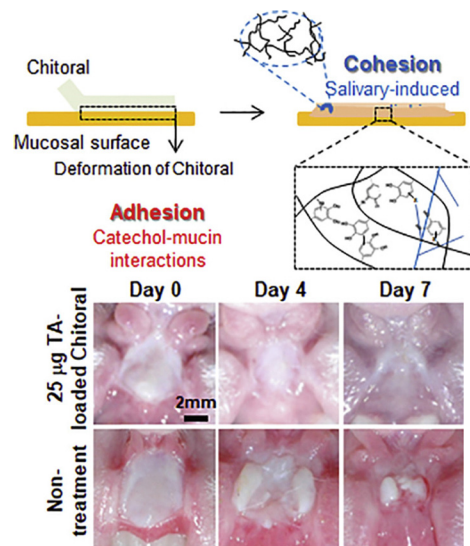 Chitoral
Mucosal surface
Deformation of Chitoral
Cohesion
Salivary-induced
Adhesion
Catechol-mucin
interactions
Day 0
Day 4
Day 7
25 µg TA-
loaded Chitoral
2mm
Non-
treatment